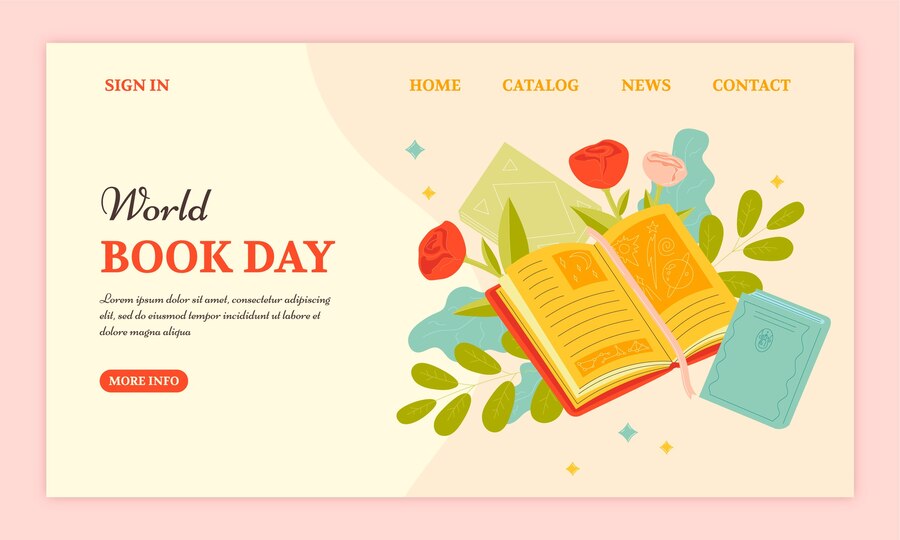 SIGN IN
HOME
CATALOG
NEWS
CONTACT
World
BOOK DAY
Lorem ipsum dolor sit amet, consectetur adipiscing
elit, sed do eiusmod tempor incididunt ut labore et
dolore magna aliqua
MORE INFO